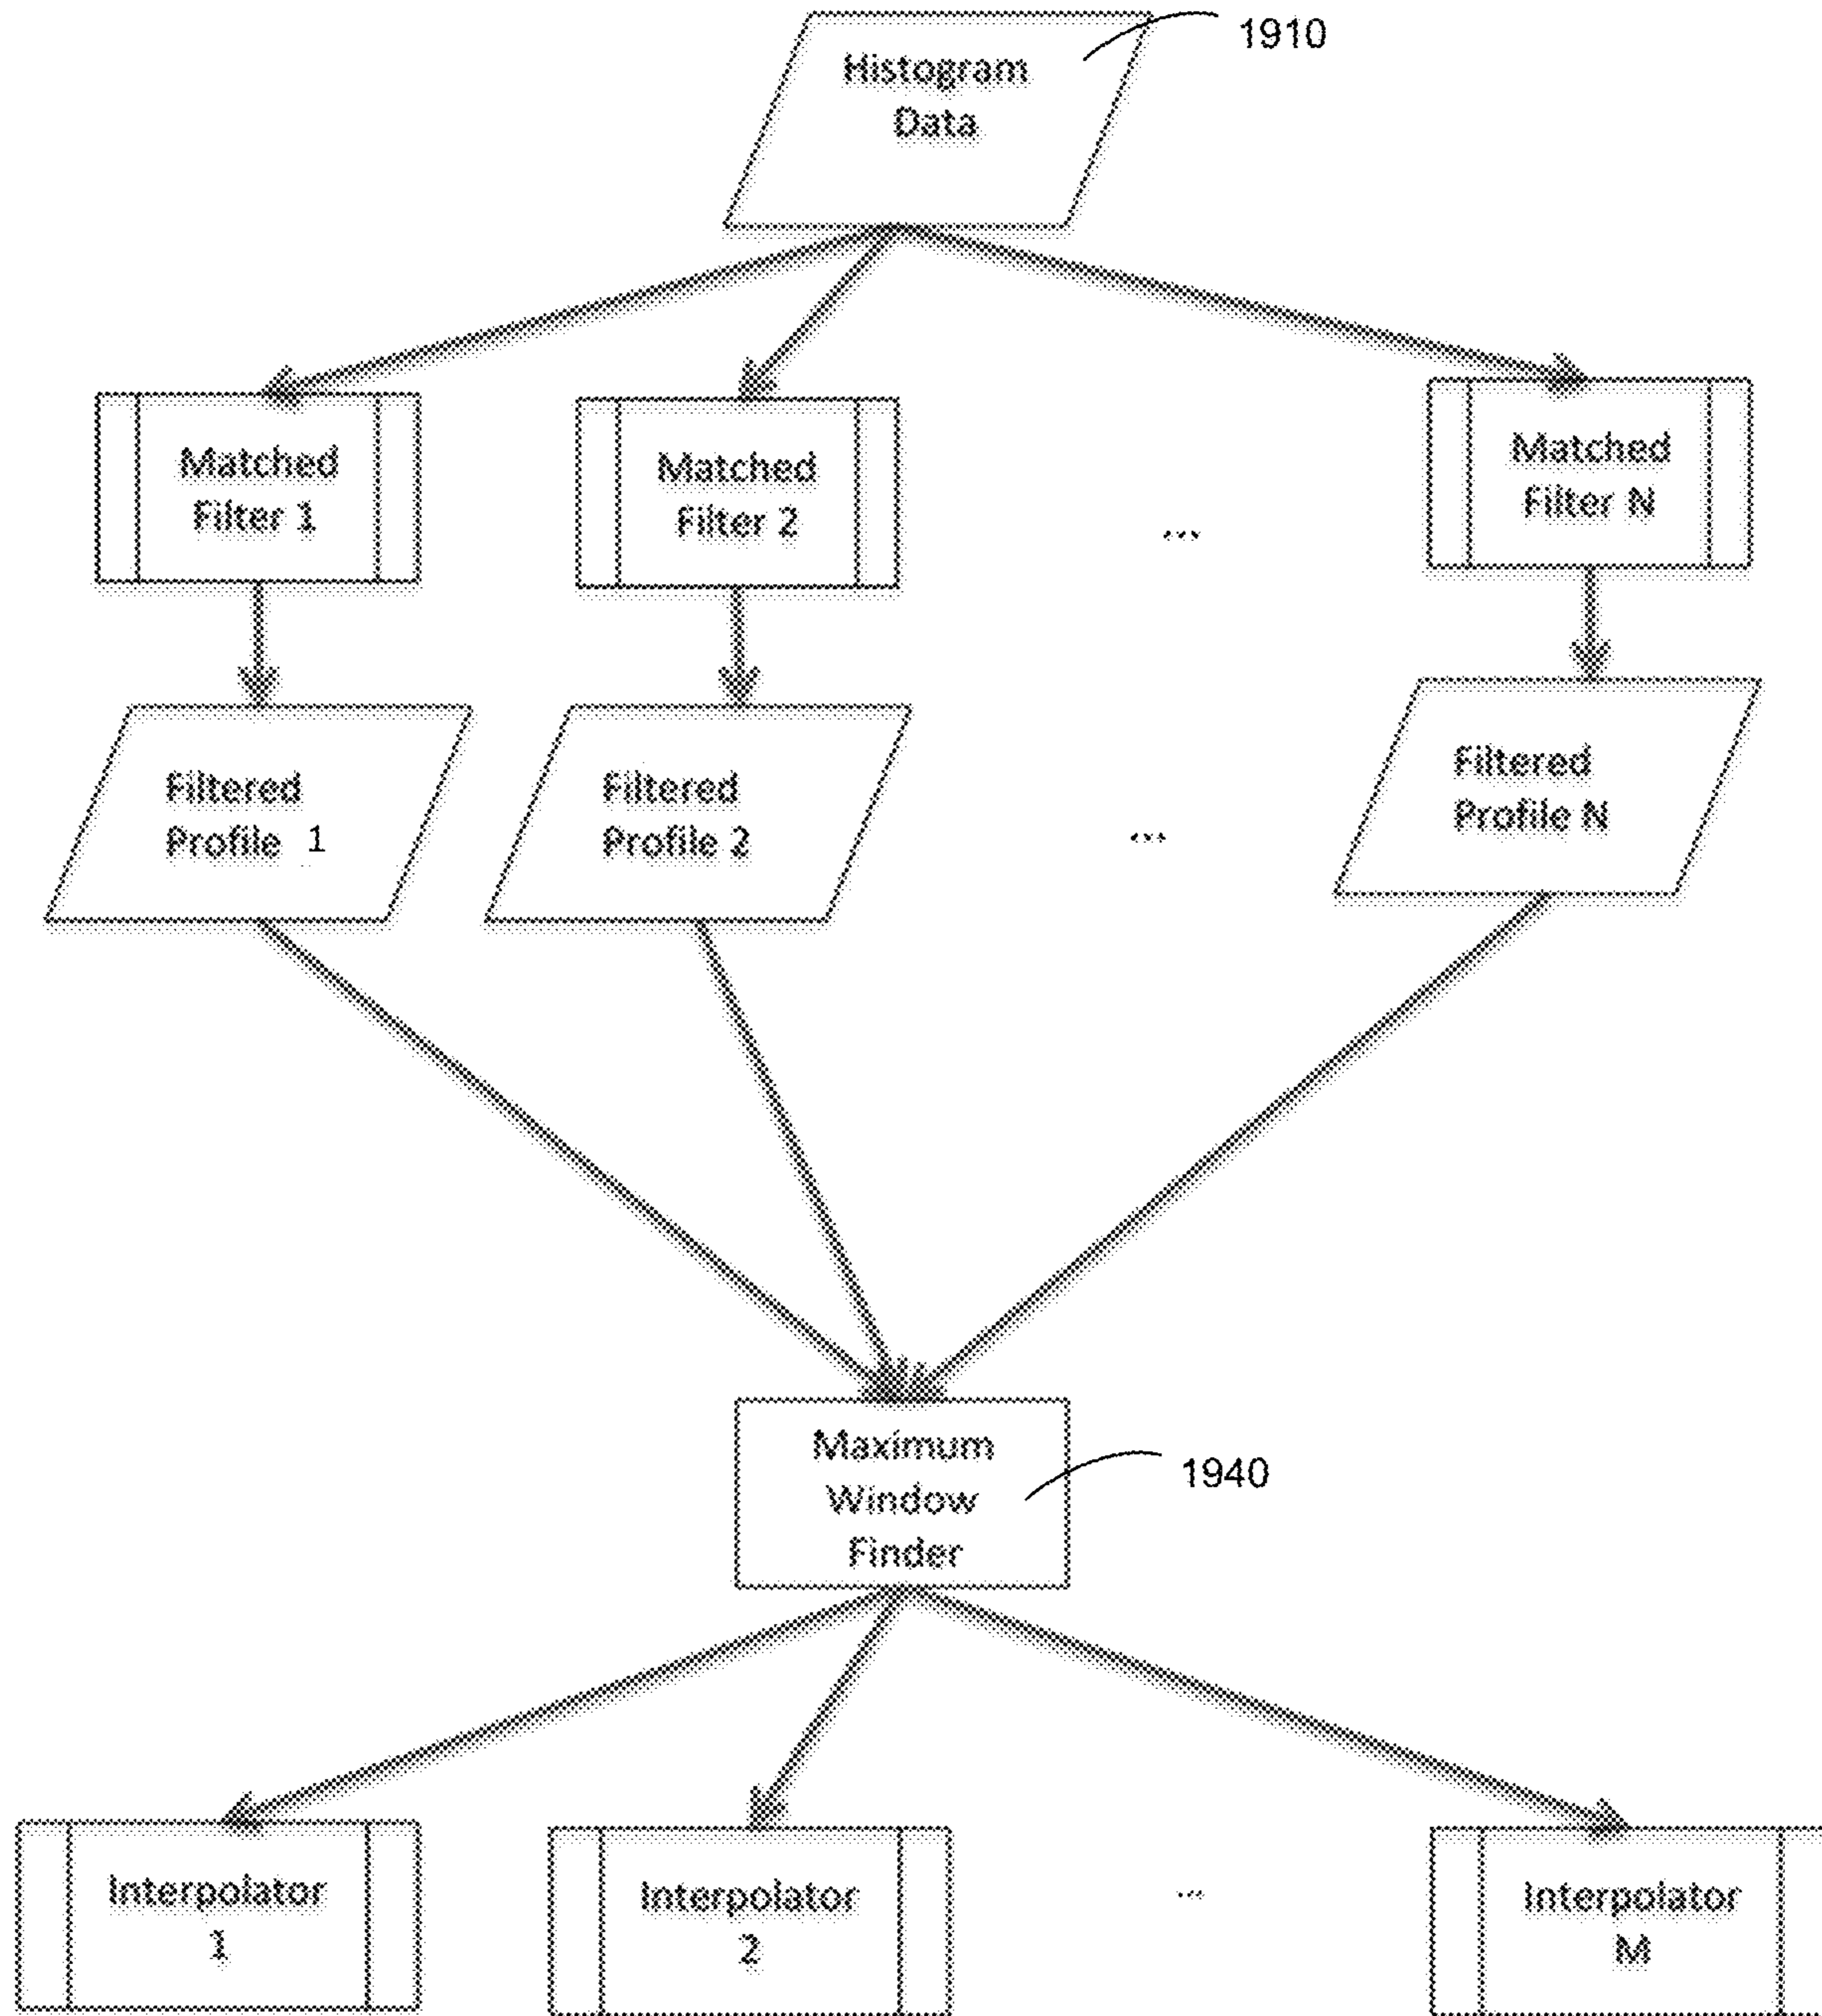 1910
Histogram
Data
Matched
Filter 1
Matched
Filter 2
...
Matched
Filter N
Filtered
Profile 1
Filtered
Profile 2
...
Filtered
Profile N
Maximum
Window
Finder
1940
Interpolator
1
Interpolator
2
...
Interpolator
M